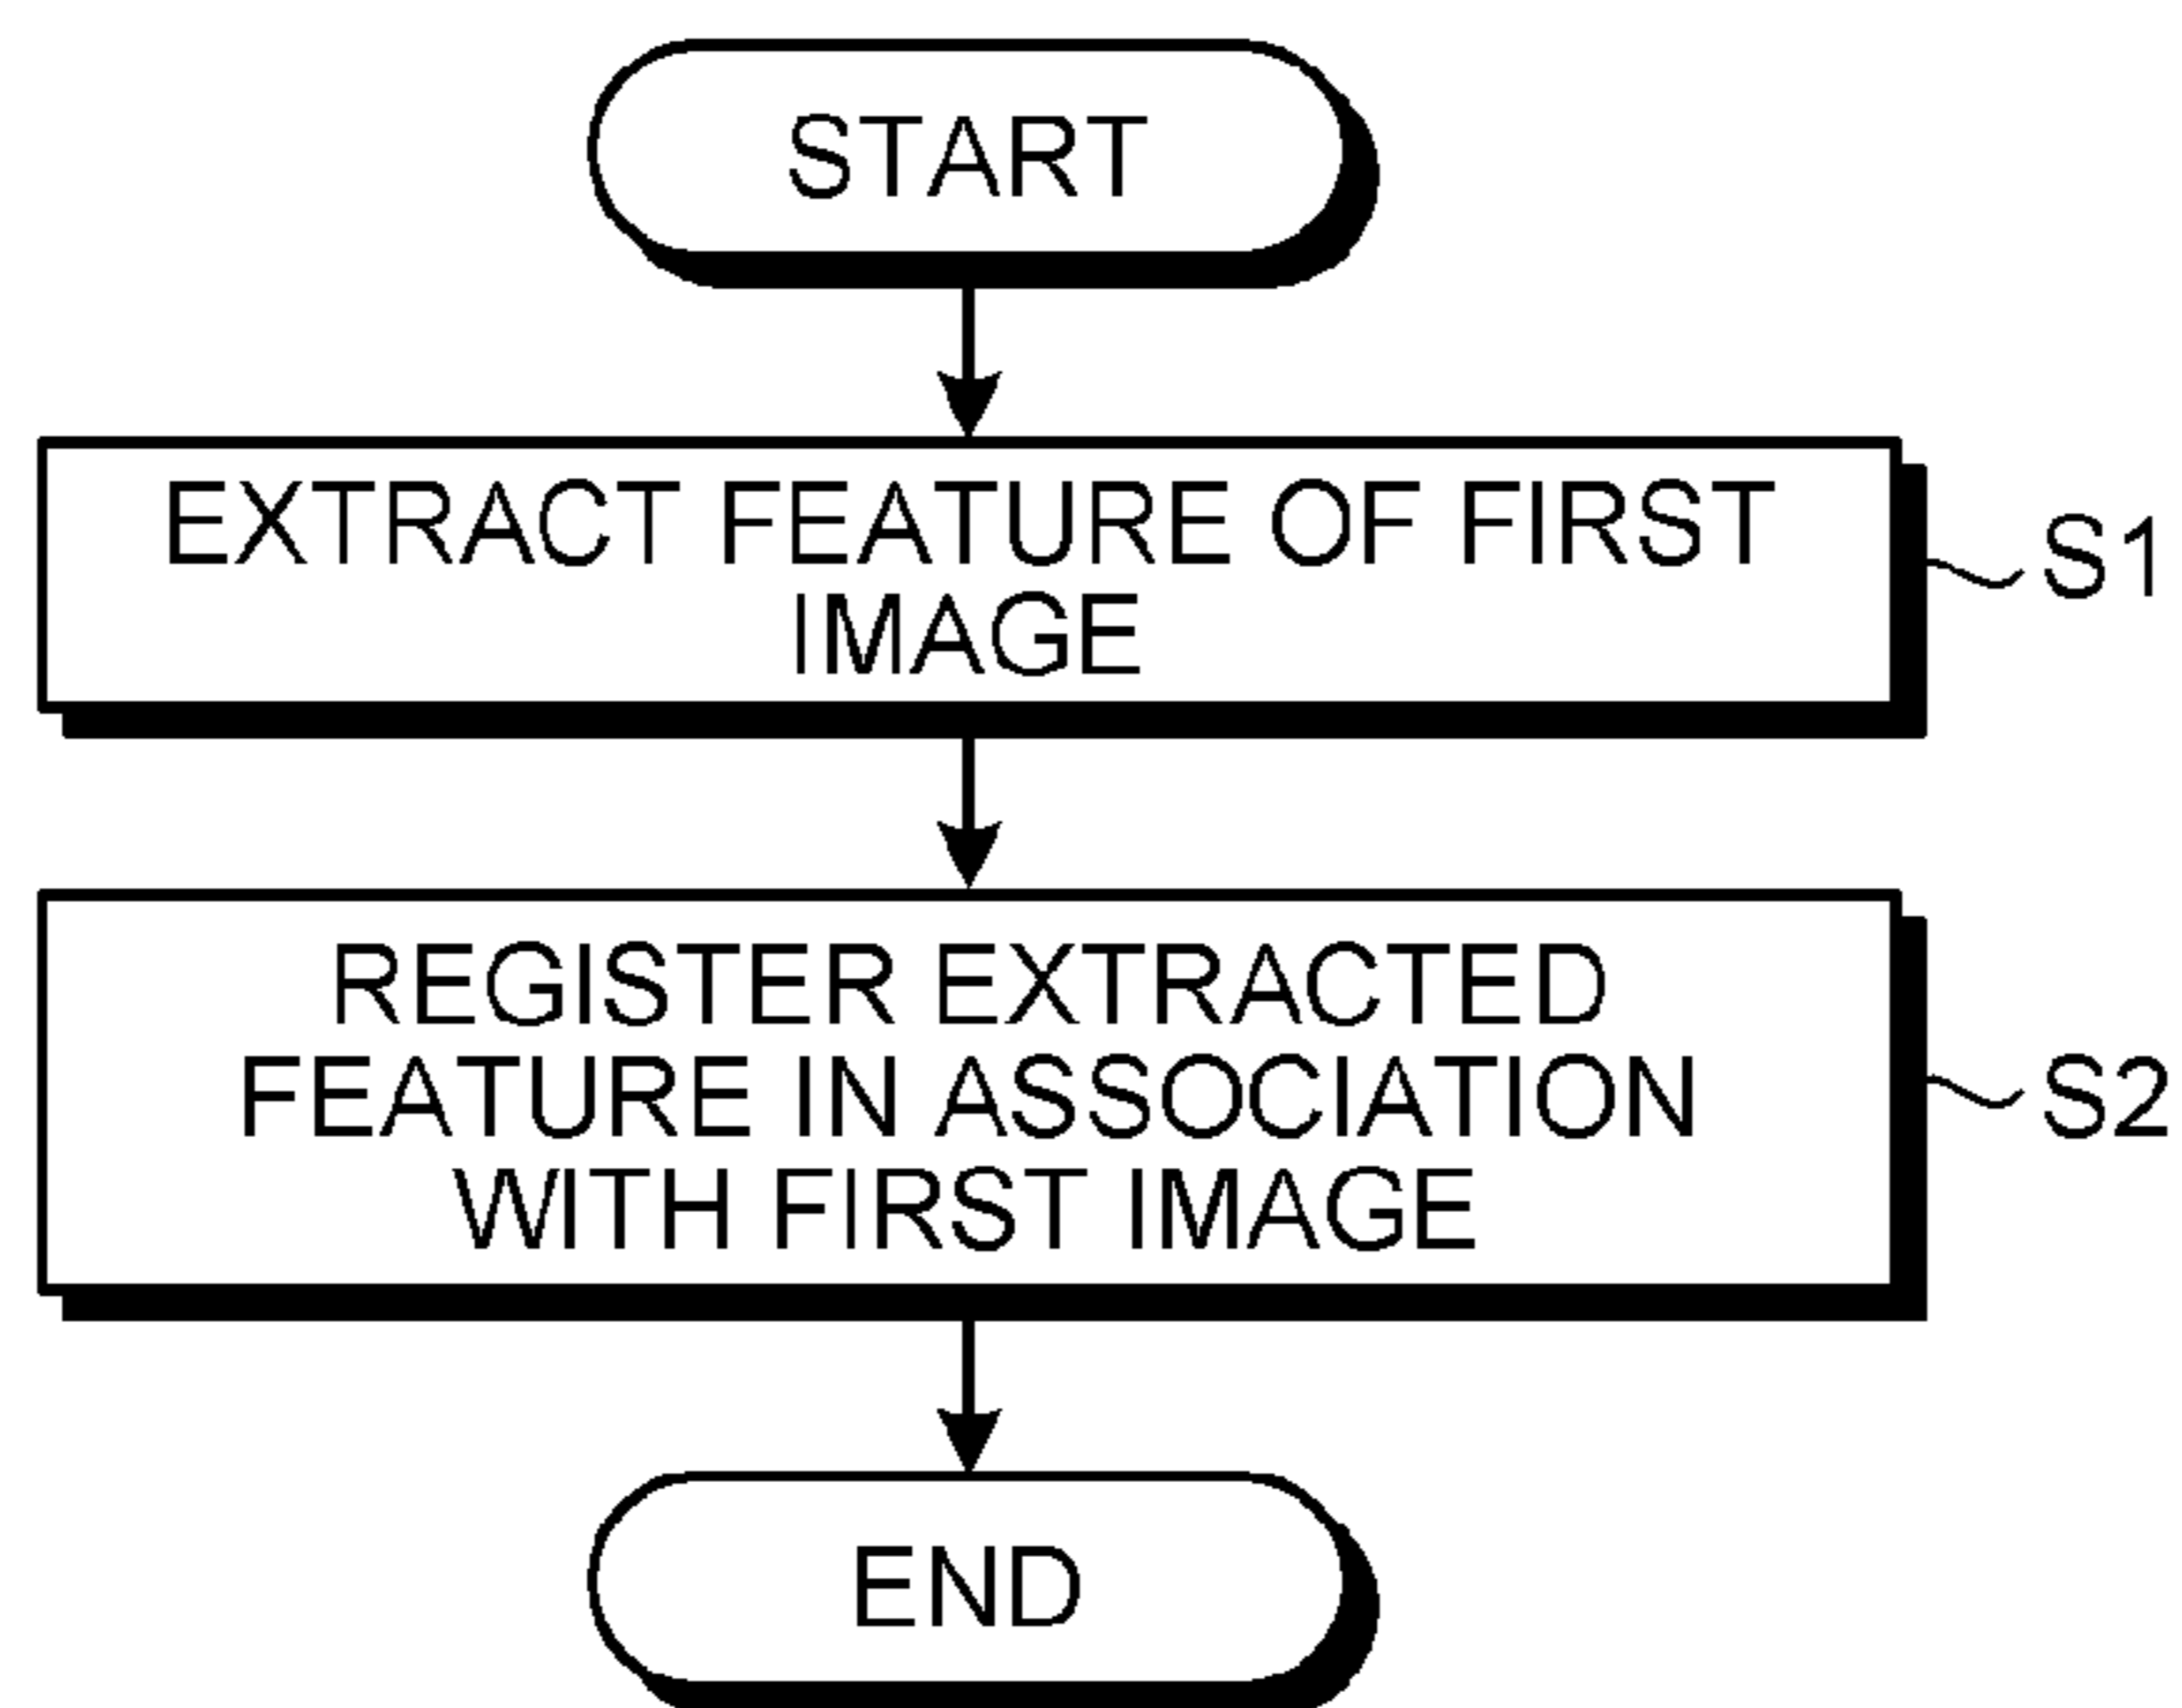 START
EXTRACT FEATURE OF FIRST
IMAGE
S1
REGISTER EXTRACTED
FEATURE IN ASSOCIATION
WITH FIRST IMAGE
S2
END